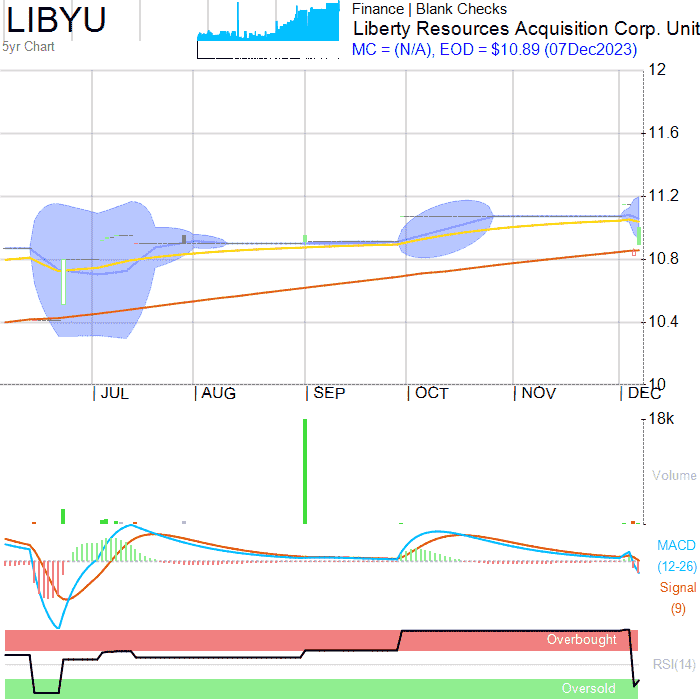 LIBYU
5yr Chart
Finance | Blank Checks
Liberty Resources Acquisition Corp. Unit
MC = (N/A), EOD = $10.89 (07Dec2023)
12
11.6
11.2
10.8
10.4
10
JUL
AUG
SEP
OCT
NOV
DEC
18k
Volume
MACD
(12-26)
Signal
(9)
Overbought
RSI(14)
Oversold